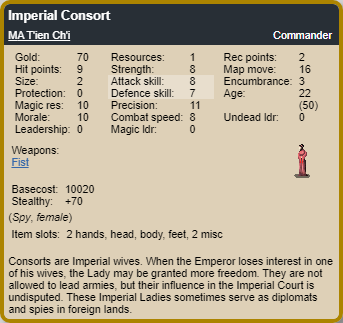 Imperial Consort
MA T'ien Ch'i Commander
Gold: 70 Resources: 1 Rec points: 2
Hit points: 9 Strength: 8 Map move: 16
Size: 2 Attack skill: 8 Encumbrance: 3
Protection: 0 Defence skill: 7 Age: 22
Magic res: 10 Precision: 11 (50)
Morale: 10 Combat speed: 8 Undead ldr: 0
Leadership: 0 Magic ldr: 0
Weapons:
Fist
Basecost: 10020
Stealthy: +70
(Spy, female)
Item slots: 2 hands, head, body, feet, 2 misc
Consorts are Imperial wives. When the Emperor loses interest in one
of his wives, the Lady may be granted more freedom. They are not
allowed to lead armies, but their influence in the Imperial Court is
undisputed. These Imperial Ladies sometimes serve as diplomats
and spies in foreign lands.